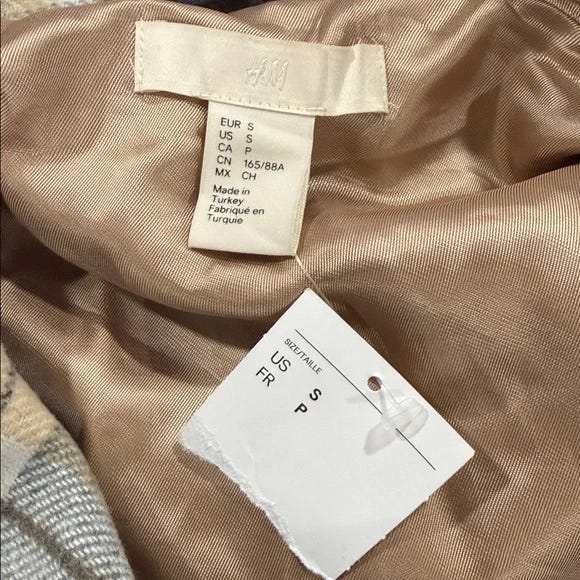 H&M
EUR S
US S
CA P
CN 165/88A
MX CH
Made in
Turkey
Fabriqué en
Turquie
SIZE/TAILLE
US S
FR P